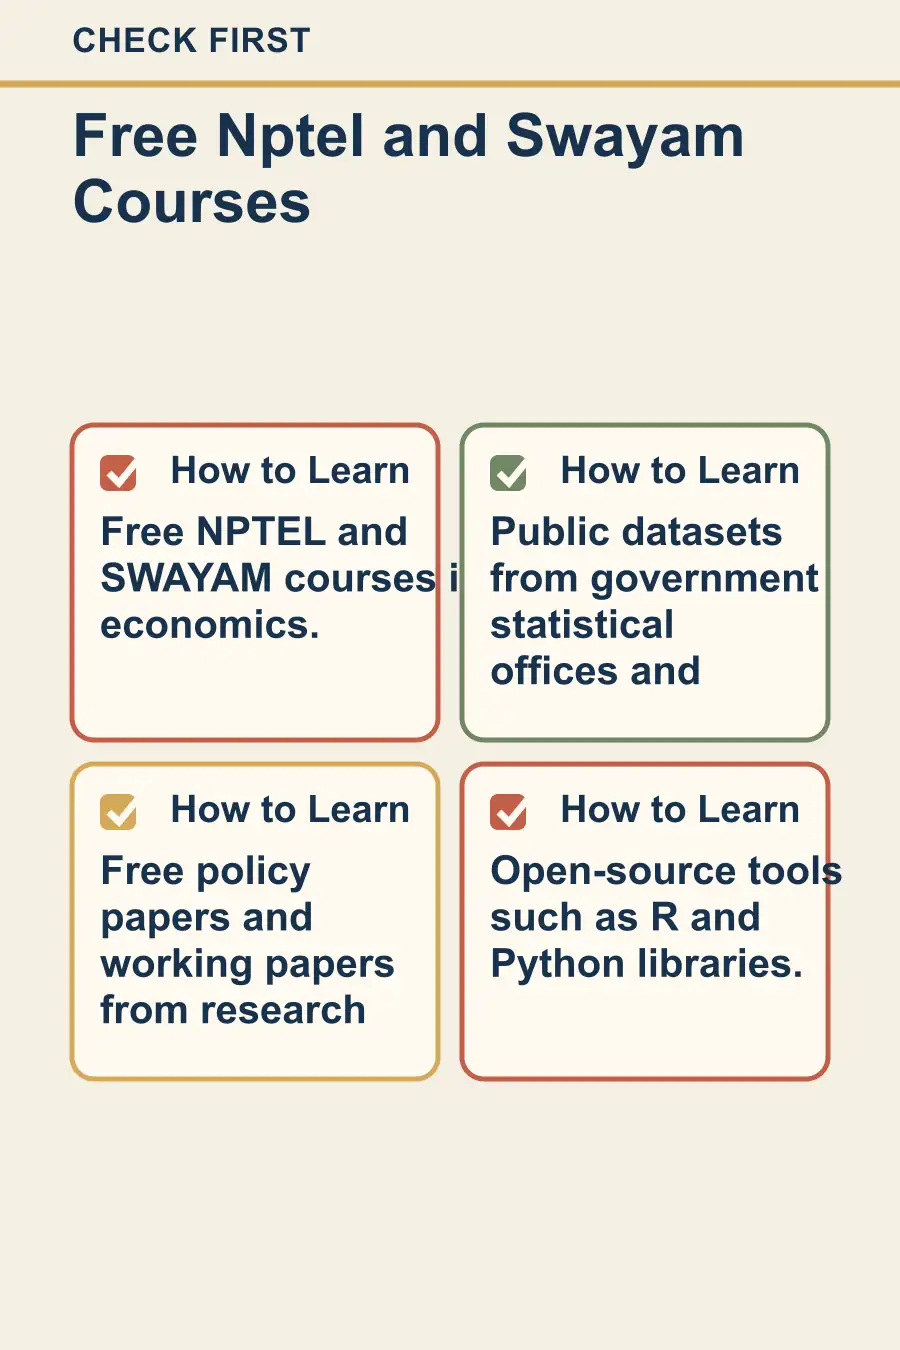 CHECK FIRST
Free Nptel and Swayam
Courses
How to Learn
Free NPTEL and
SWAYAM courses i
economics.
How to Learn
Public datasets
from government
statistical
offices and
How to Learn
Free policy
papers and
working papers
from research
How to Learn
Open-source tools
such as R and
Python libraries.